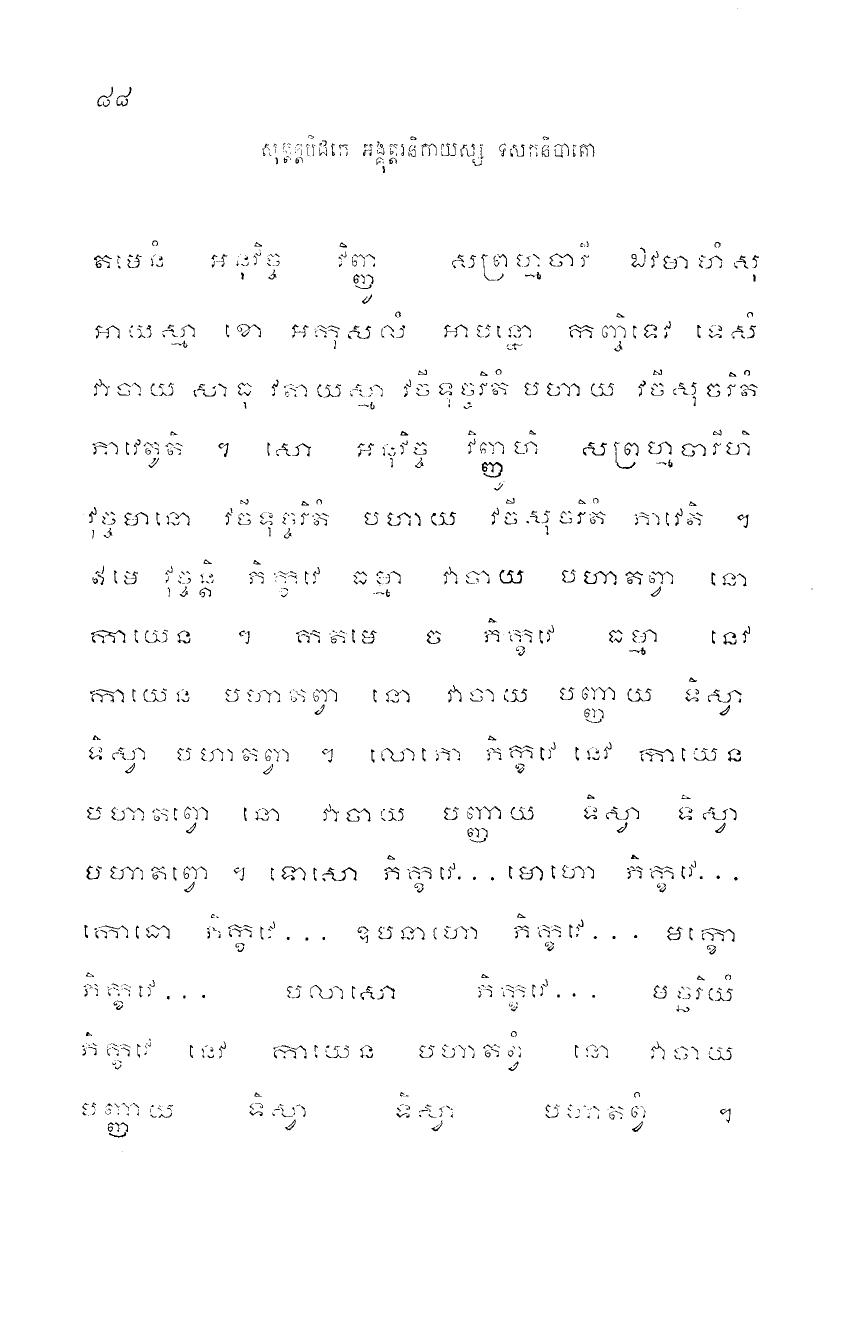 ៨៨
សុត្តន្តបិដកេ អង្គុត្តរនិកាយស្ស ទសកនិបាតោ
តមេនំ អនុវិច្ច វិញ្ញូ សព្រហ្មចារី ឯវមាហំសុ
អាយស្មា ខោ អកុសលំ អាបន្នោ កញ្ចិទេវ ទេសំ
វាចាយ សាធុ វតាយស្មា វចីទុច្ចរិតំ បហាយ វចីសុចរិតំ
ភាវេតូតិ ។ សោ អនុវិច្ច វិញ្ញូហិ សព្រហ្មចារីហិ
វុច្ចមានោ វចីទុច្ចរិតំ បហាយ វចីសុចរិតំ ភាវេតិ ។
ឥមេ វុច្ចន្តិ ភិក្ខវេ ធម្មា វាចាយ បហាតព្វា នោ
កាយេន ។ កតមេ ច ភិក្ខវេ ធម្មា នេវ
កាយេន បហាតព្វា នោ វាចាយ បញ្ញាយ ទិស្វា
ទិស្វា បហាតព្វា ។ លោភោ ភិក្ខវេ នេវ កាយេន
បហាតព្វោ នោ វាចាយ បញ្ញាយ ទិស្វា ទិស្វា
បហាតព្វោ ។ ទោសោ ភិក្ខវេ... មោហោ ភិក្ខវេ...
កោធោ ភិក្ខវេ... ឧបនាហោ ភិក្ខវេ... មក្ខោ
ភិក្ខវេ... បលាសោ ភិក្ខវេ... មច្ឆរិយំ
ភិក្ខវេ នេវ កាយេន បហាតព្វំ នោ វាចាយ
បញ្ញាយ ទិស្វា ទិស្វា បហាតព្វំ ។